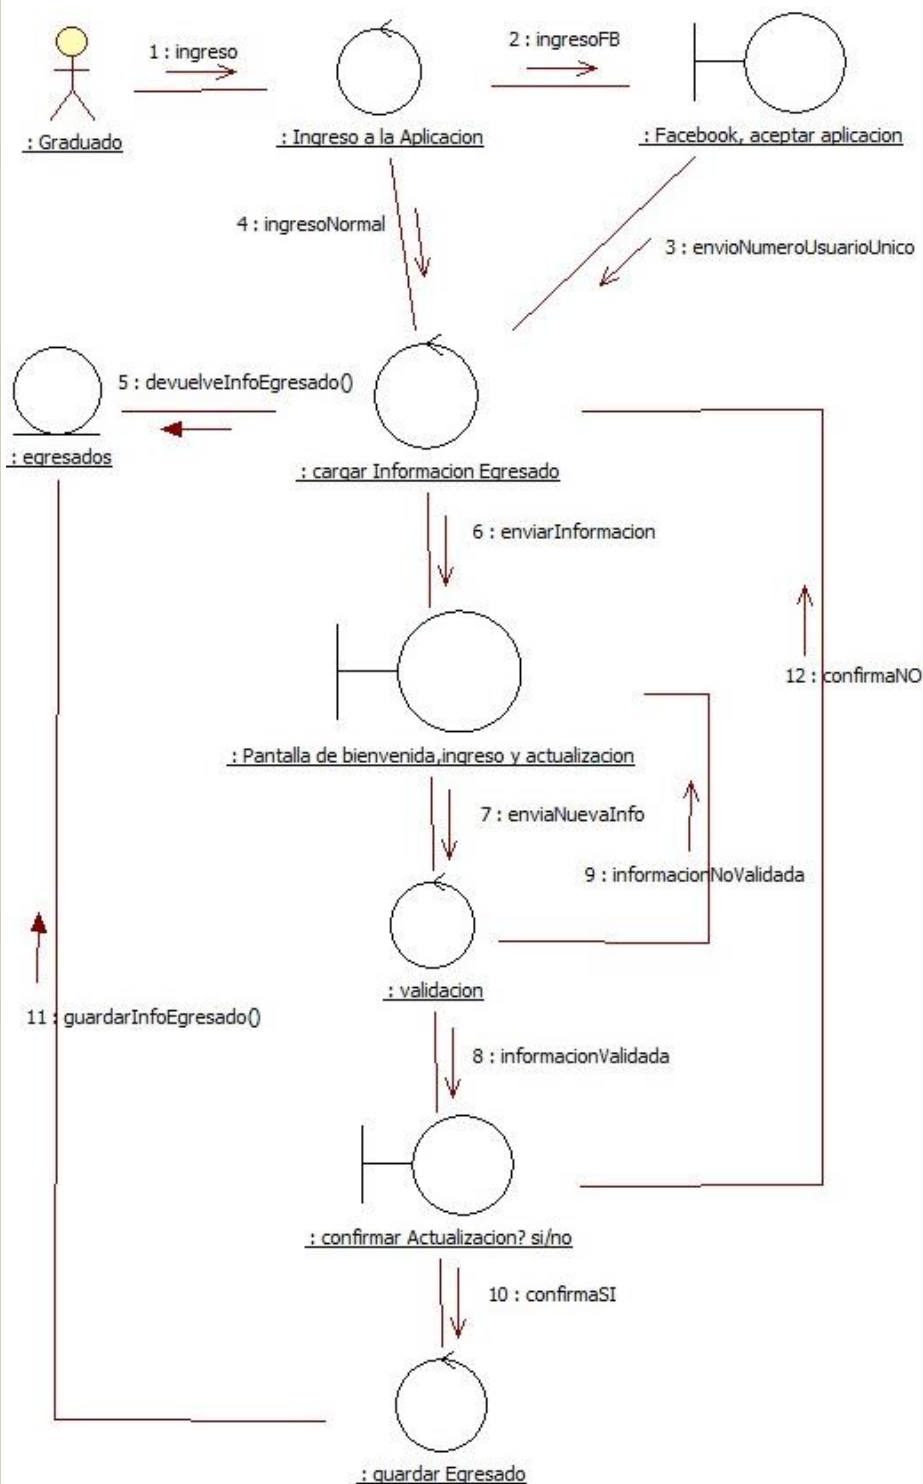 1 : ingreso
2 : ingresoFB
: Graduado
: Ingreso a la Aplicacion
: Facebook, aceptar aplicacion
4 : ingresoNormal
3 : envioNumeroUsuarioUnico
5 : devuelveInfoEgresado()
: egresados
: cargar Informacion Egresado
6 : enviarInformacion
12 : confirmaNO
: Pantalla de bienvenida,ingreso y actualizacion
7 : enviaNuevaInfo
9 : informacionNoValidada
: validacion
11 : guardarInfoEgresado()
8 : informacionValidada
: confirmar Actualizacion? si/no
10 : confirmaSI
: guardar Egresado